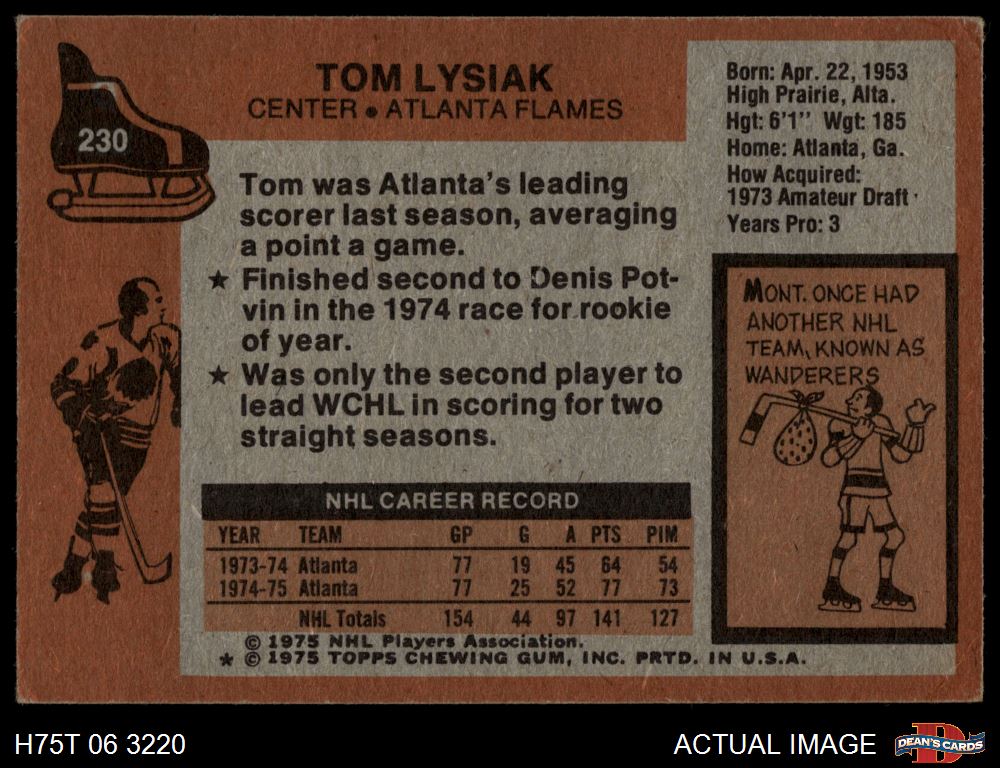 230
TOM LYSIAK
CENTER • ATLANTA FLAMES
Born: Apr. 22, 1953
High Prairie, Alta.
Hgt: 6'1" Wgt: 185
Home: Atlanta, Ga.
How Acquired:
1973 Amateur Draft
Years Pro: 3
Tom was Atlanta's leading
scorer last season, averaging
a point a game.
★ Finished second to Denis Pot-
vin in the 1974 race for rookie
of year.
★ Was only the second player to
lead WCHL in scoring for two
straight seasons.
MONT. ONCE HAD
ANOTHER NHL
TEAM, KNOWN AS
WANDERERS
NHL CAREER RECORD
YEAR TEAM GP G A PTS PIM
1973-74 Atlanta 77 19 45 64 54
1974-75 Atlanta 77 25 52 77 73
NHL Totals 154 44 97 141 127
© 1975 NHL Players Association.
★ © 1975 TOPPS CHEWING GUM, INC. PRTD. IN U.S.A.
H75T 06 3220
ACTUAL IMAGE
D
DEAN'S CARDS